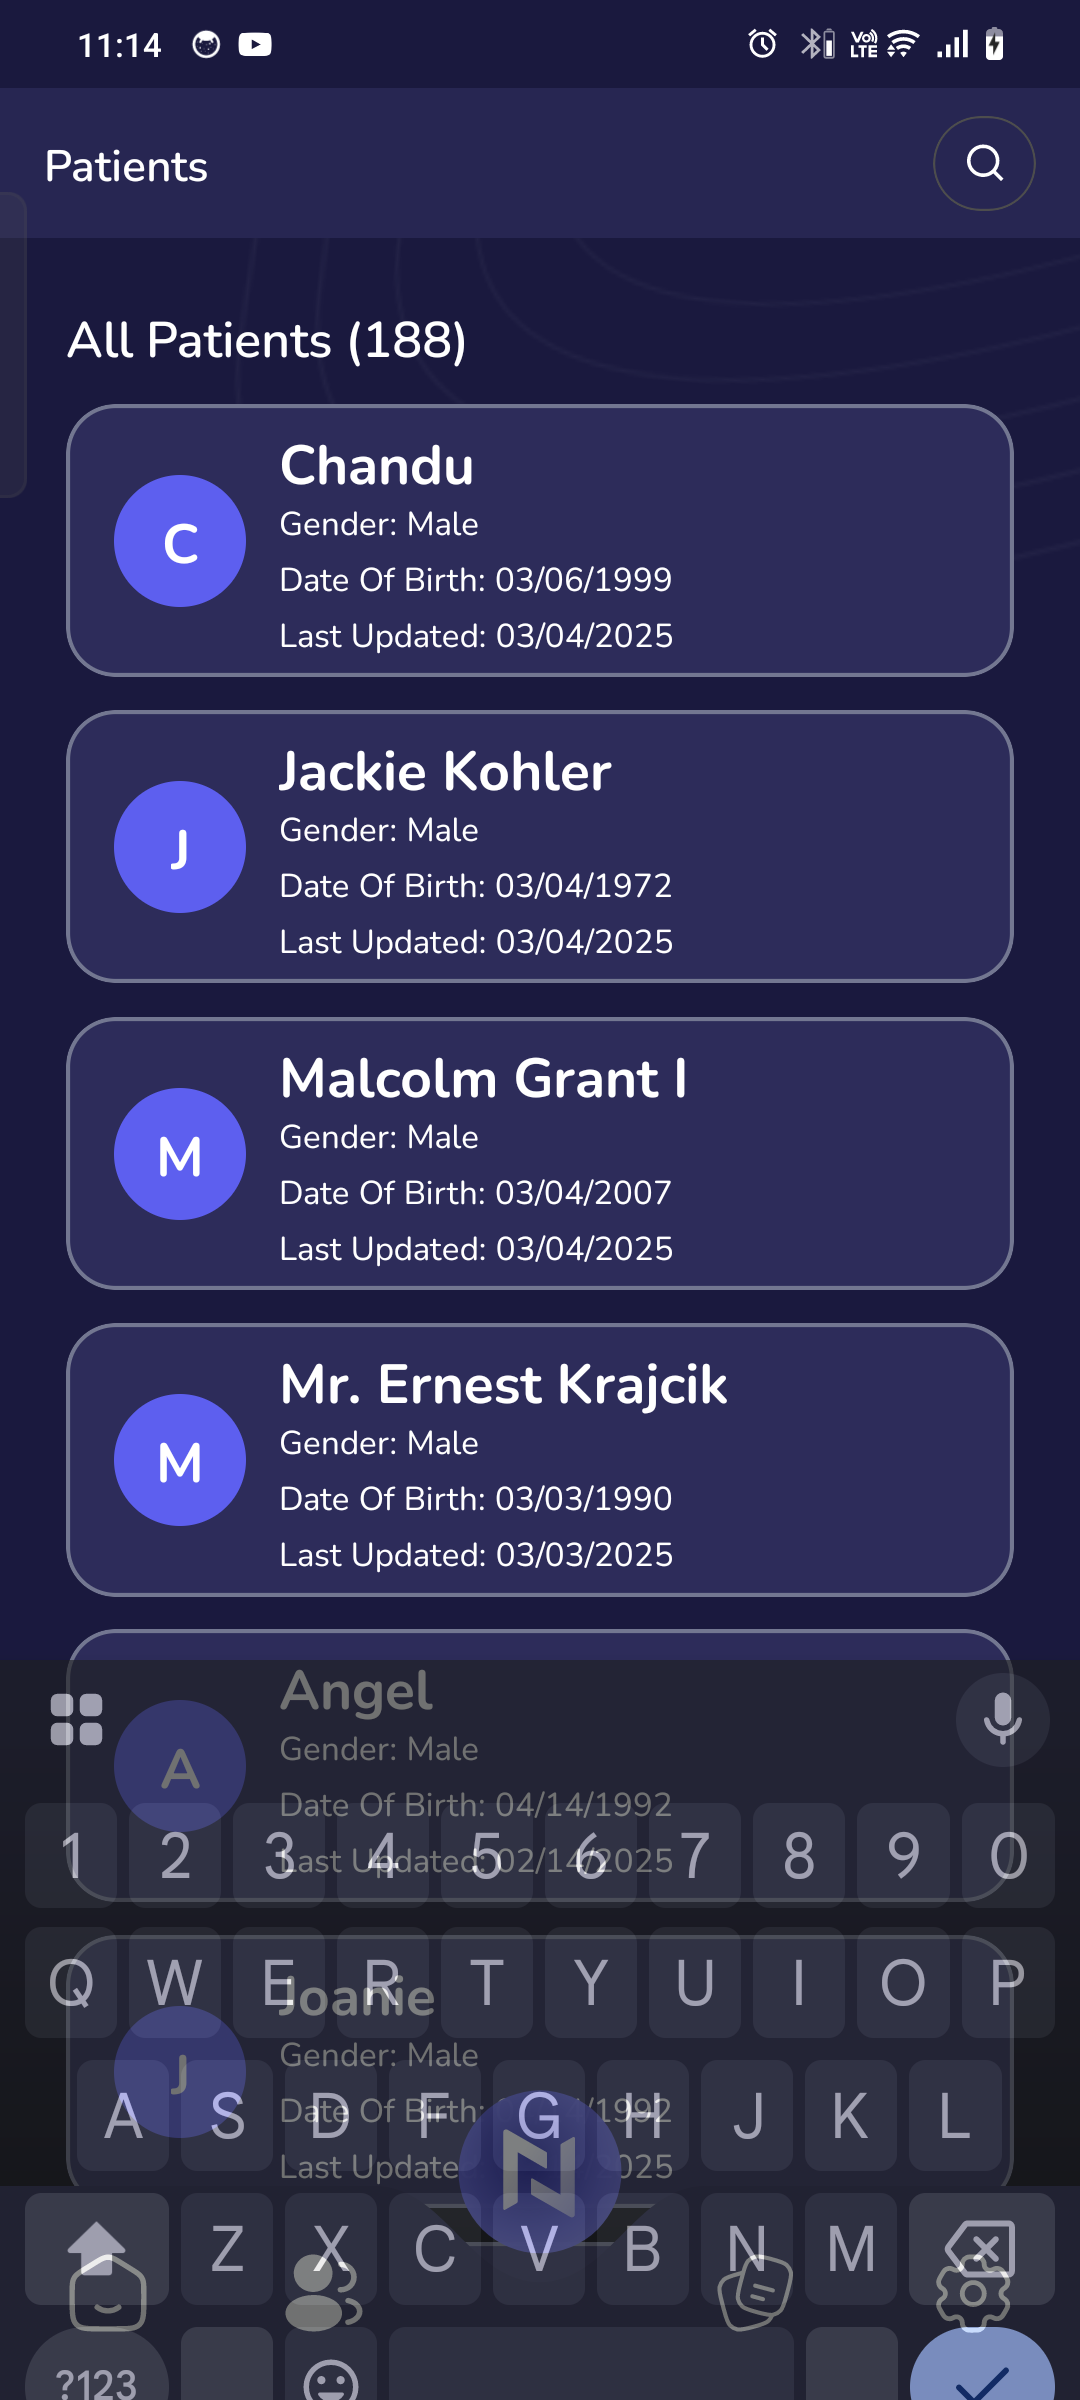 11:14
Vo)) LTE
Patients
All Patients (188)
C
Chandu
Gender: Male
Date Of Birth: 03/06/1999
Last Updated: 03/04/2025
J
Jackie Kohler
Gender: Male
Date Of Birth: 03/04/1972
Last Updated: 03/04/2025
M
Malcolm Grant I
Gender: Male
Date Of Birth: 03/04/2007
Last Updated: 03/04/2025
M
Mr. Ernest Krajcik
Gender: Male
Date Of Birth: 03/03/1990
Last Updated: 03/03/2025
A
Angel
Gender: Male
Date Of Birth: 04/14/1992
Last Updated: 02/14/2025
1 2 3 4 5 6 7 8 9 0
Q W E R T Y U I O P
J
Joanie
Gender: Male
Date Of Birth: /1992
Last Update 025
A S D F G H J K L
N
Z X C V B N M
?123